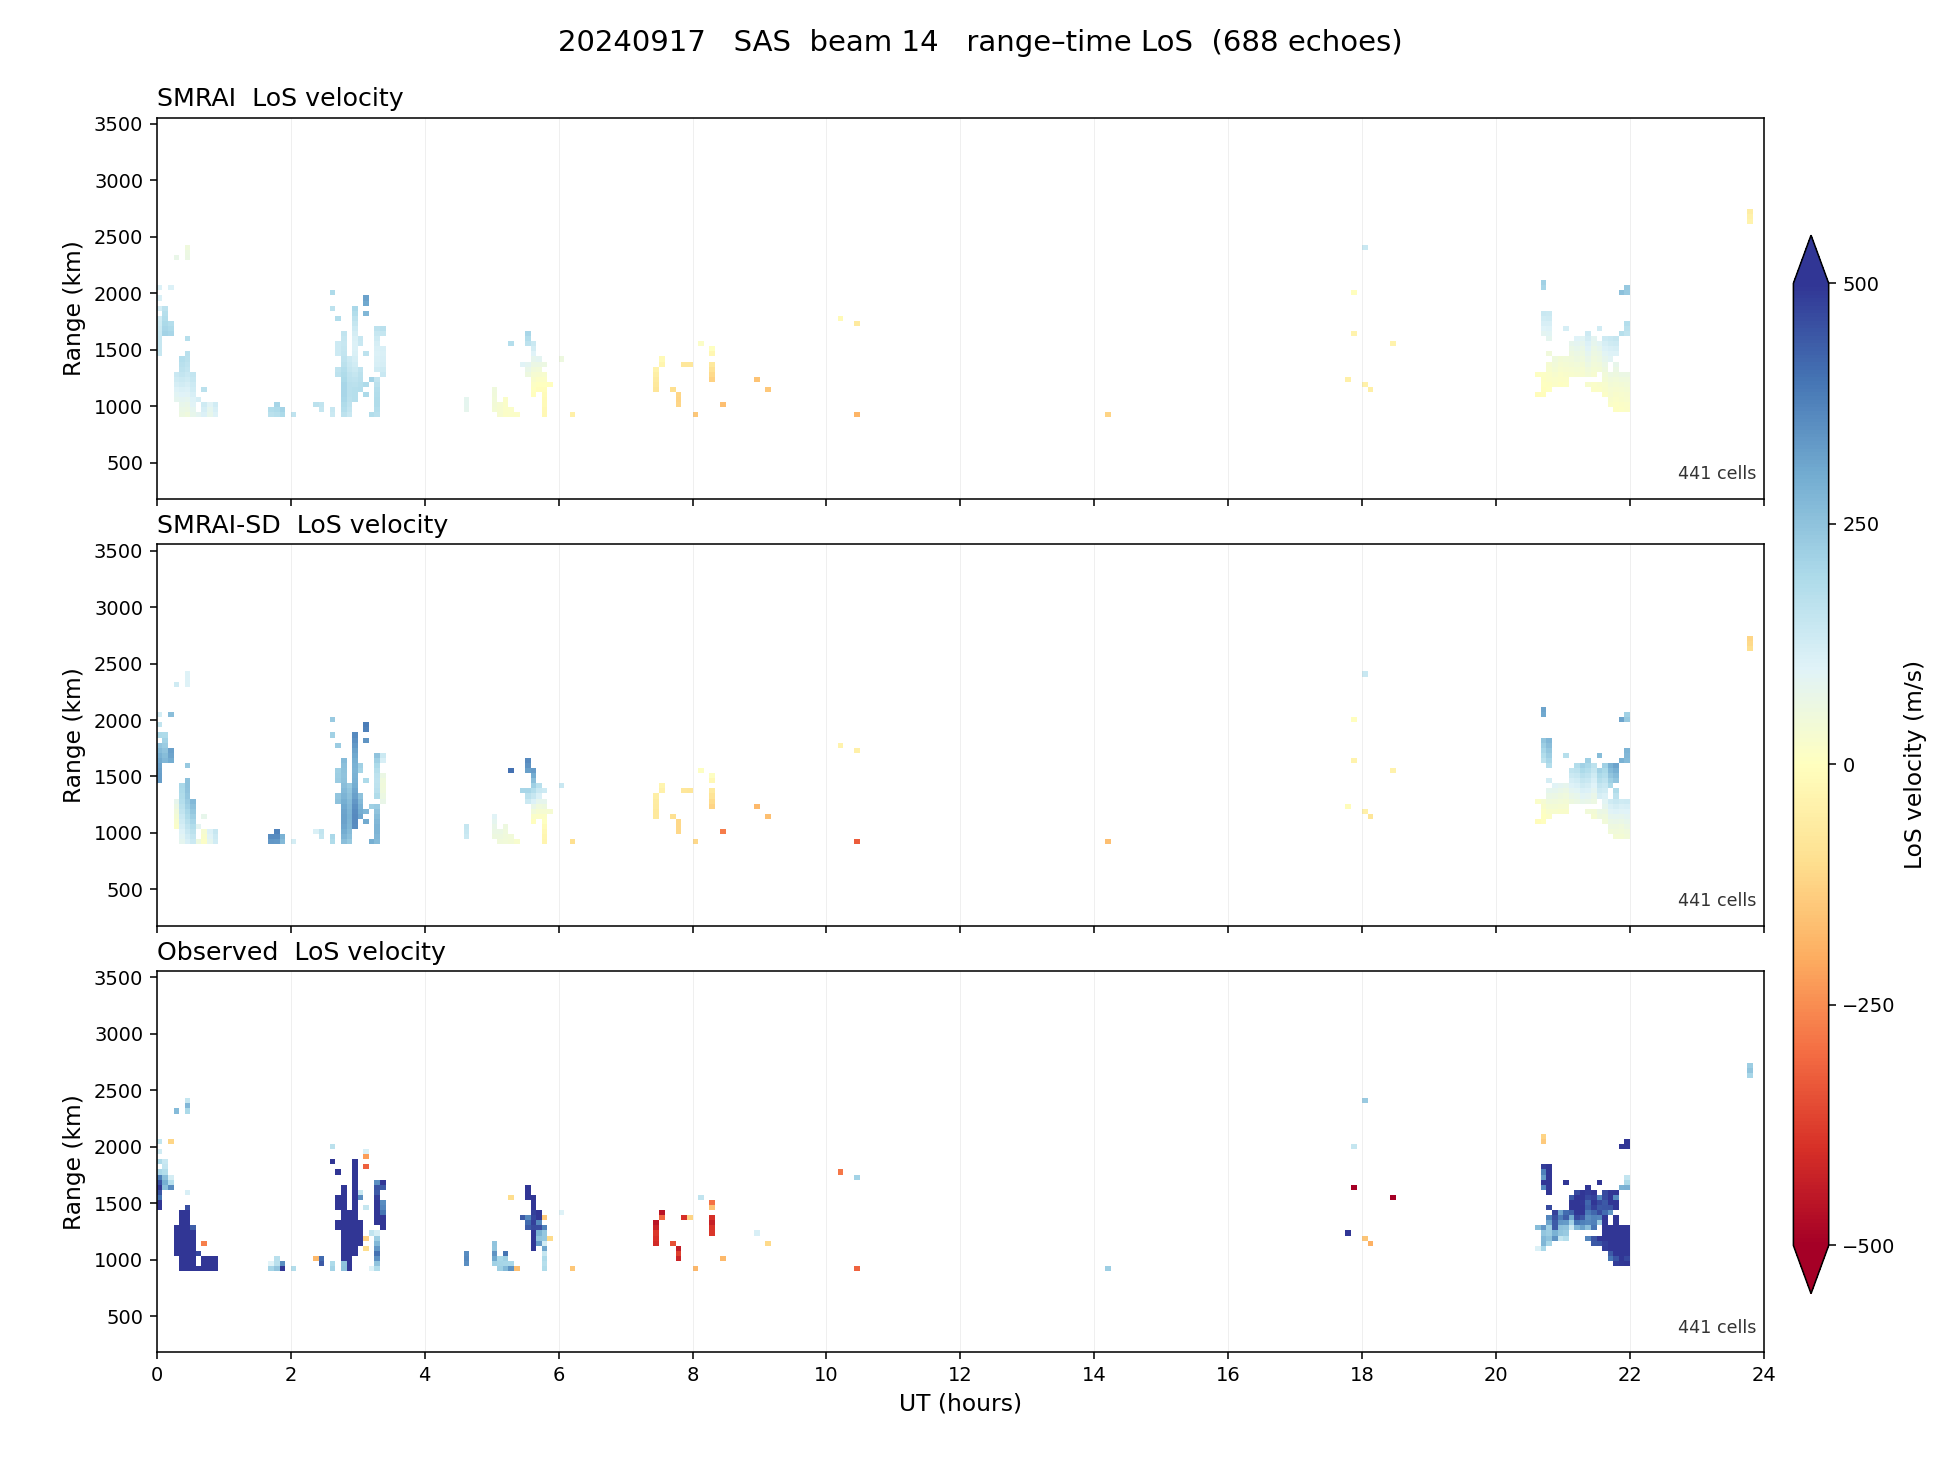 20240917   SAS  beam 14   range–time LoS  (688 echoes)
SMRAI  LoS velocity
3500
3000
2500
2000
1500
1000
500
Range (km)
441 cells
SMRAI-SD  LoS velocity
3500
3000
2500
2000
1500
1000
500
Range (km)
441 cells
Observed  LoS velocity
3500
3000
2500
2000
1500
1000
500
Range (km)
441 cells
0 2 4 6 8 10 12 14 16 18 20 22 24
UT (hours)
500
250
0
−250
−500
LoS velocity (m/s)